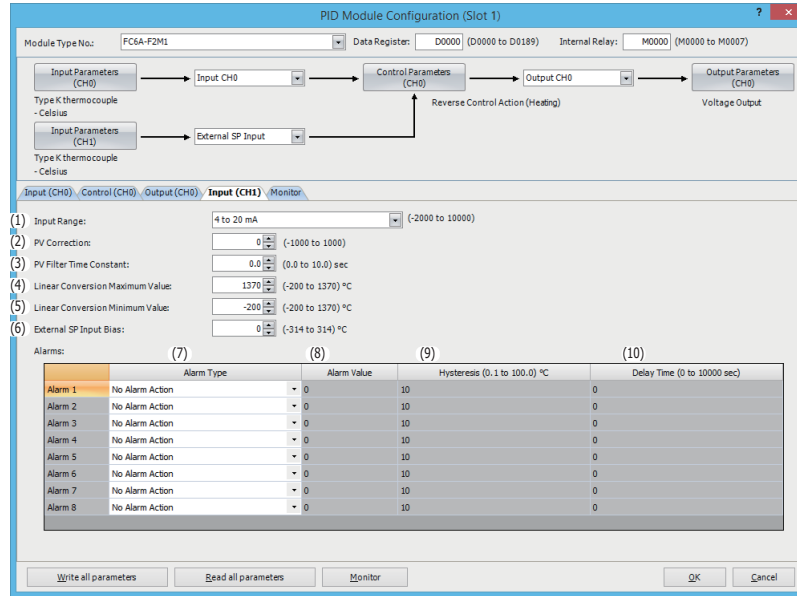 PID Module Configuration (Slot 1)
? ×
Module Type No.: FC6A-F2M1 Data Register: D0000 (D0000 to D0189) Internal Relay: M0000 (M0000 to M0007)
Input Parameters (CH0)
Input CH0
Control Parameters (CH0)
Output CH0
Output Parameters (CH0)
Type K thermocouple
- Celsius
Reverse Control Action (Heating)
Voltage Output
Input Parameters (CH1)
External SP Input
Type K thermocouple
- Celsius
Input (CH0) Control (CH0) Output (CH0) Input (CH1) Monitor
(1) Input Range: 4 to 20 mA (-2000 to 10000)
(2) PV Correction: 0 (-1000 to 1000)
(3) PV Filter Time Constant: 0.0 (0.0 to 10.0) sec
(4) Linear Conversion Maximum Value: 1370 (-200 to 1370) °C
(5) Linear Conversion Minimum Value: -200 (-200 to 1370) °C
(6) External SP Input Bias: 0 (-314 to 314) °C
Alarms:
(7) (8) (9) (10)
Alarm Type Alarm Value Hysteresis (0.1 to 100.0) °C Delay Time (0 to 10000 sec)
Alarm 1 No Alarm Action 0 10 0
Alarm 2 No Alarm Action 0 10 0
Alarm 3 No Alarm Action 0 10 0
Alarm 4 No Alarm Action 0 10 0
Alarm 5 No Alarm Action 0 10 0
Alarm 6 No Alarm Action 0 10 0
Alarm 7 No Alarm Action 0 10 0
Alarm 8 No Alarm Action 0 10 0
Write all parameters Read all parameters Monitor OK Cancel